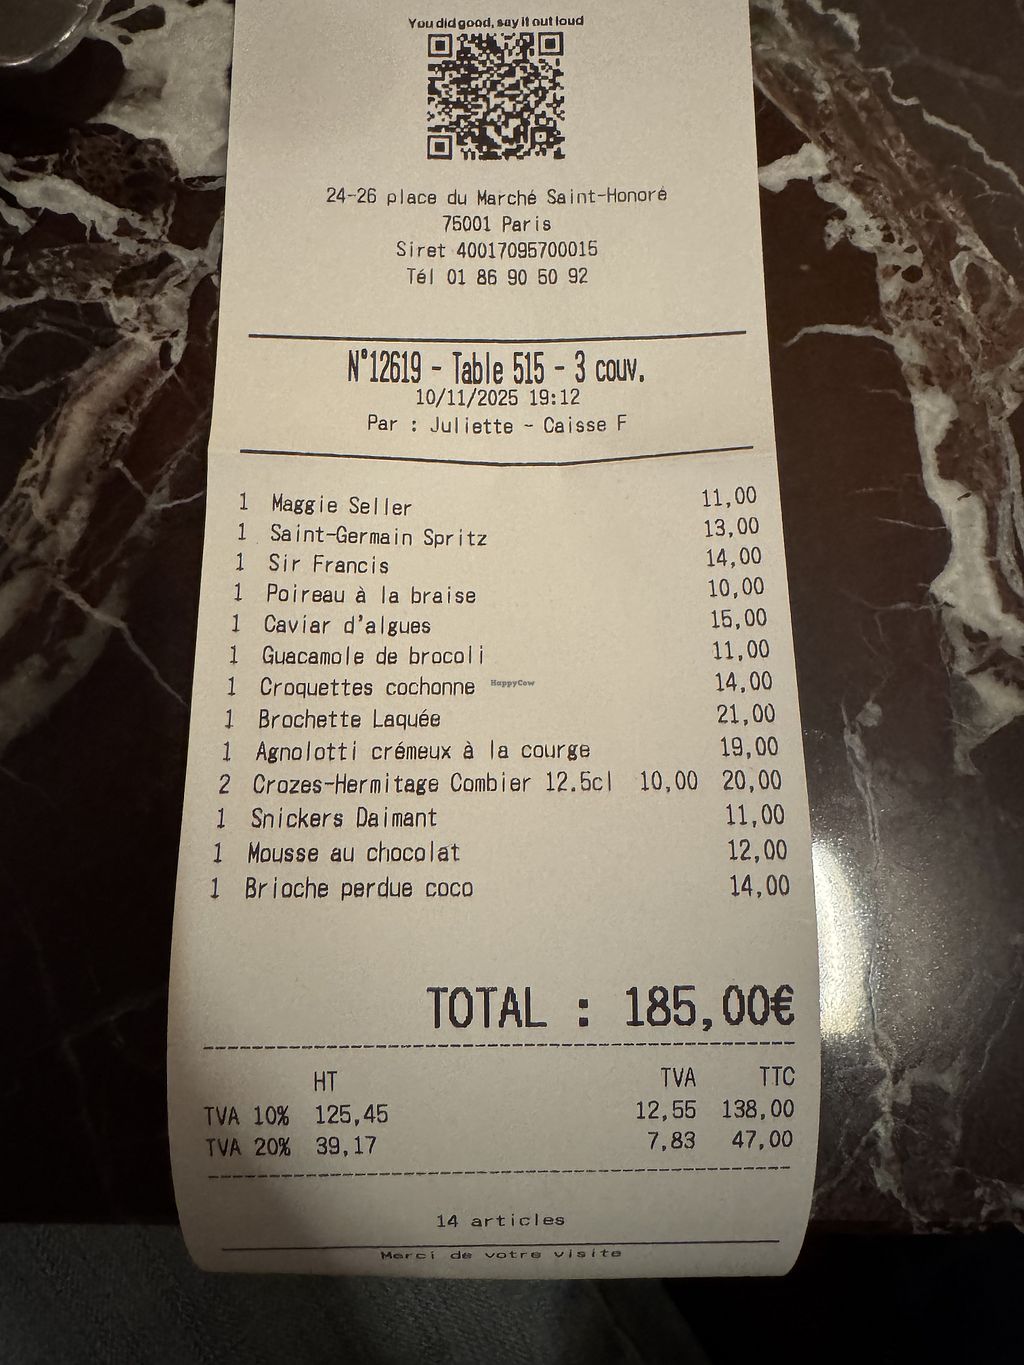 You did good, say it out loud
24-26 place du Marché Saint-Honoré
75001 Paris
Siret 40017095700015
Tél 01 86 90 50 92
N°12619 - Table 515 - 3 couv.
10/11/2025 19:12
Par : Juliette - Caisse F
1 Maggie Seller 11,00
1 Saint-Germain Spritz 13,00
1 Sir Francis 14,00
1 Poireau à la braise 10,00
1 Caviar d'algues 15,00
1 Guacamole de brocoli 11,00
1 Croquettes cochonne 14,00
HappyCow
1 Brochette Laquée 21,00
1 Agnolotti crémeux à la courge 19,00
2 Crozes-Hermitage Combier 12.5cl 10,00 20,00
1 Snickers Daimant 11,00
1 Mousse au chocolat 12,00
1 Brioche perdue coco 14,00
TOTAL : 185,00€
HT TVA TTC
TVA 10% 125,45 12,55 138,00
TVA 20% 39,17 7,83 47,00
14 articles
Merci de votre visite